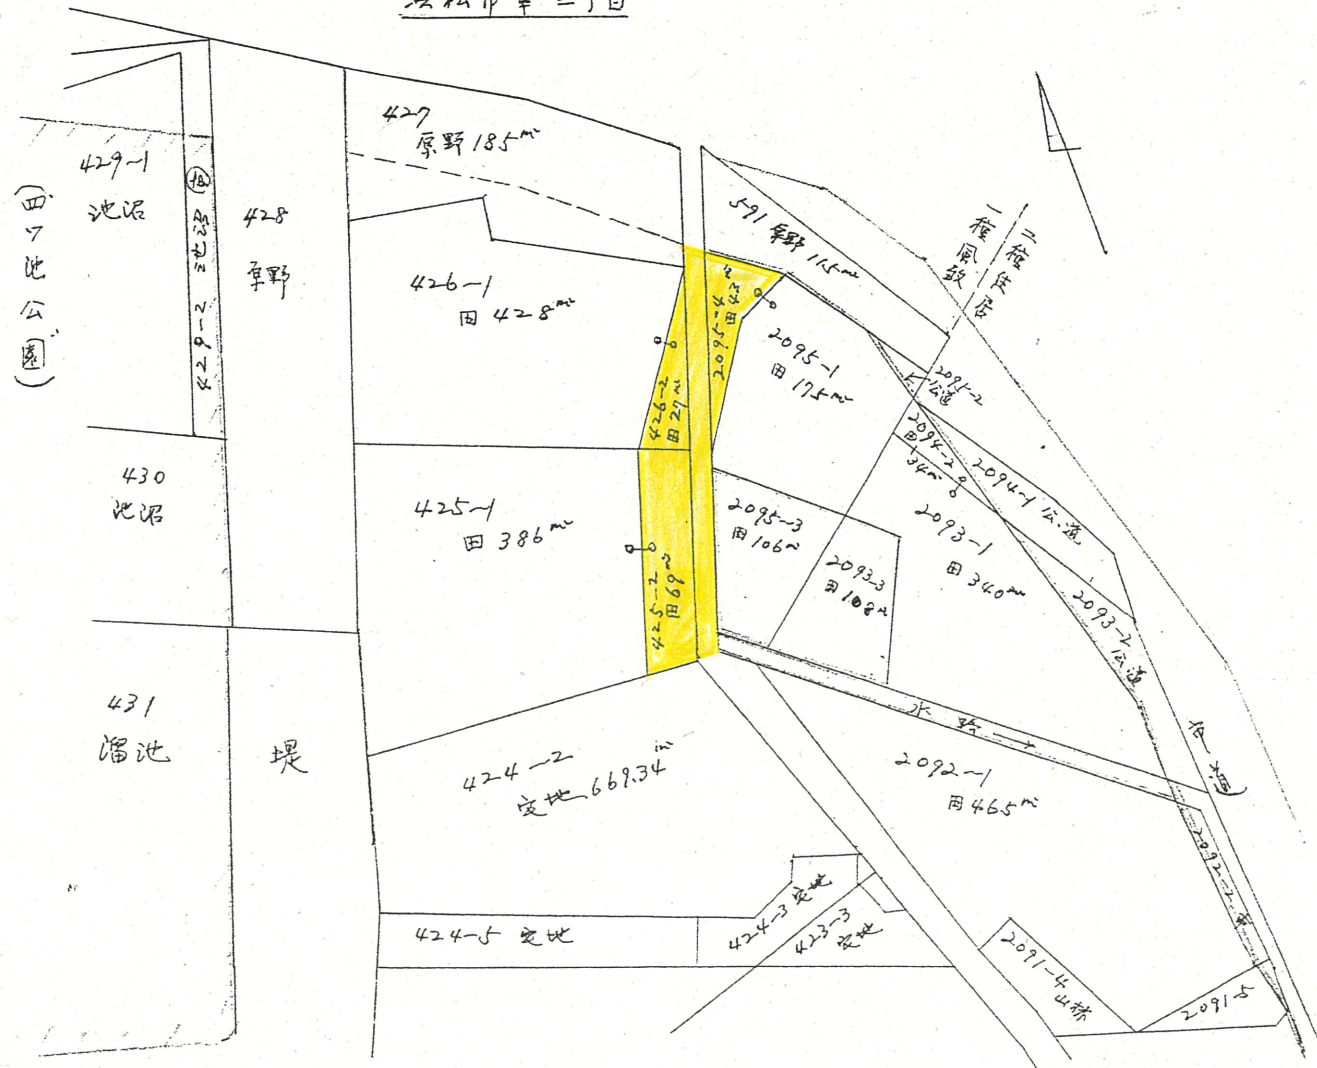 427
原野 185㎡
429-1
池沼
429-2 池沼
(四ツ池公園)
428
原野
426-1
田 428㎡
426-2
田 27㎡
2095-4
田 43㎡
591 原野 115㎡
一種風致
二種住居
2095-1
田 175㎡
2095-2
公道
2094-2
田
34㎡
2094-1 公道
430
池沼
425-1
田 386㎡
425-2
田 69㎡
2095-3
田 106㎡
2093-3
田 108㎡
2093-1
田 340㎡
2093-2 公道
431
溜池
堤
424-2
宅地 669.34㎡
水路
2092-1
田 465㎡
2092-2
424-5 宅地
424-3 宅地
423-3
宅地
2091-4
山林
2091-5